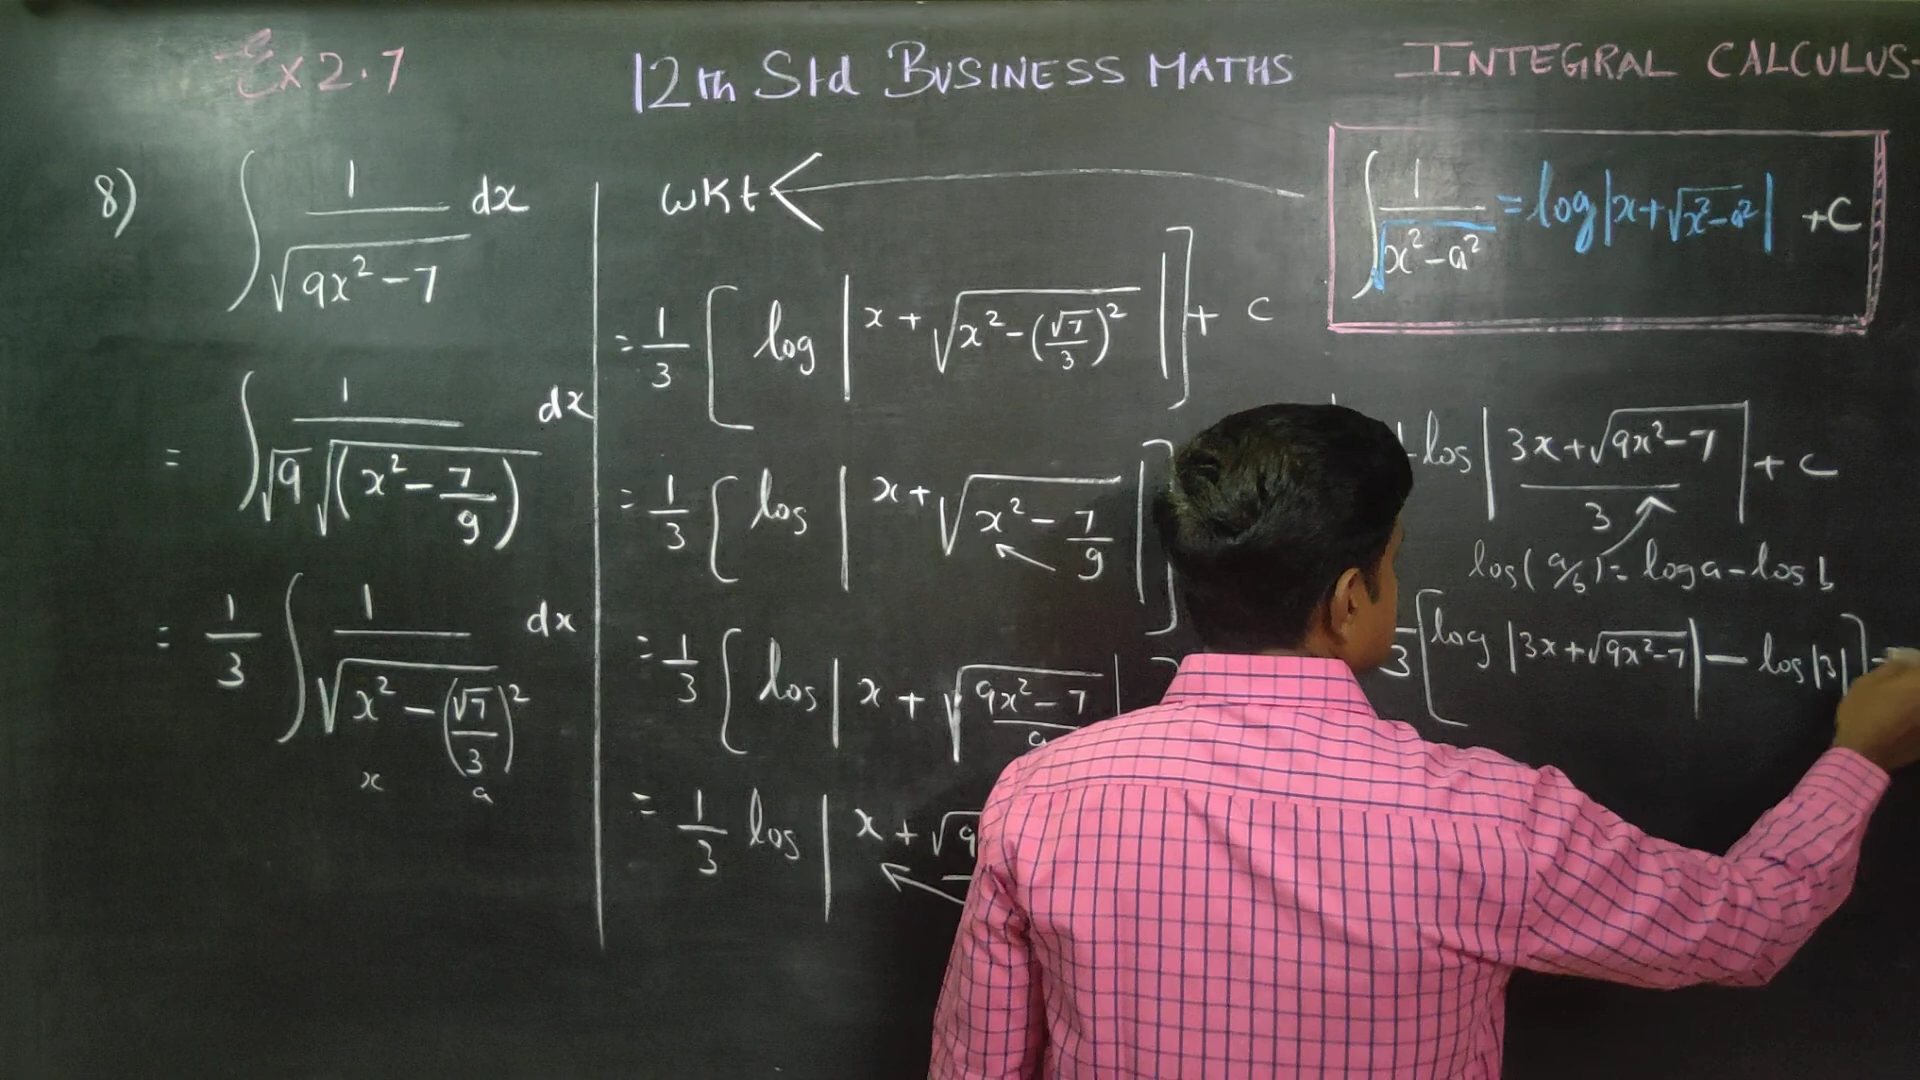 Ex 2.7
12th Std BUSINESS MATHS
INTEGRAL CALCULUS-
8) ∫ 1/√(9x² - 7) dx
= ∫ 1/(√9 √(x² - 7/9)) dx
= 1/3 ∫ 1/√(x² - (√7/3)²) dx
x a
wkt <
∫ 1/√(x² - a²) = log|x + √(x² - a²)| + C
= 1/3 [ log | x + √(x² - (√7/3)²) | ] + C
= 1/3 [ log | x + √(x² - 7/9) | ]
= 1/3 [ log | x + √((9x² - 7)/9)
= 1/3 log | x + √9
log | (3x + √(9x² - 7))/3 | + C
log(a/b) = log a - log b
3 [ log |3x + √(9x² - 7)| - log |3| ]